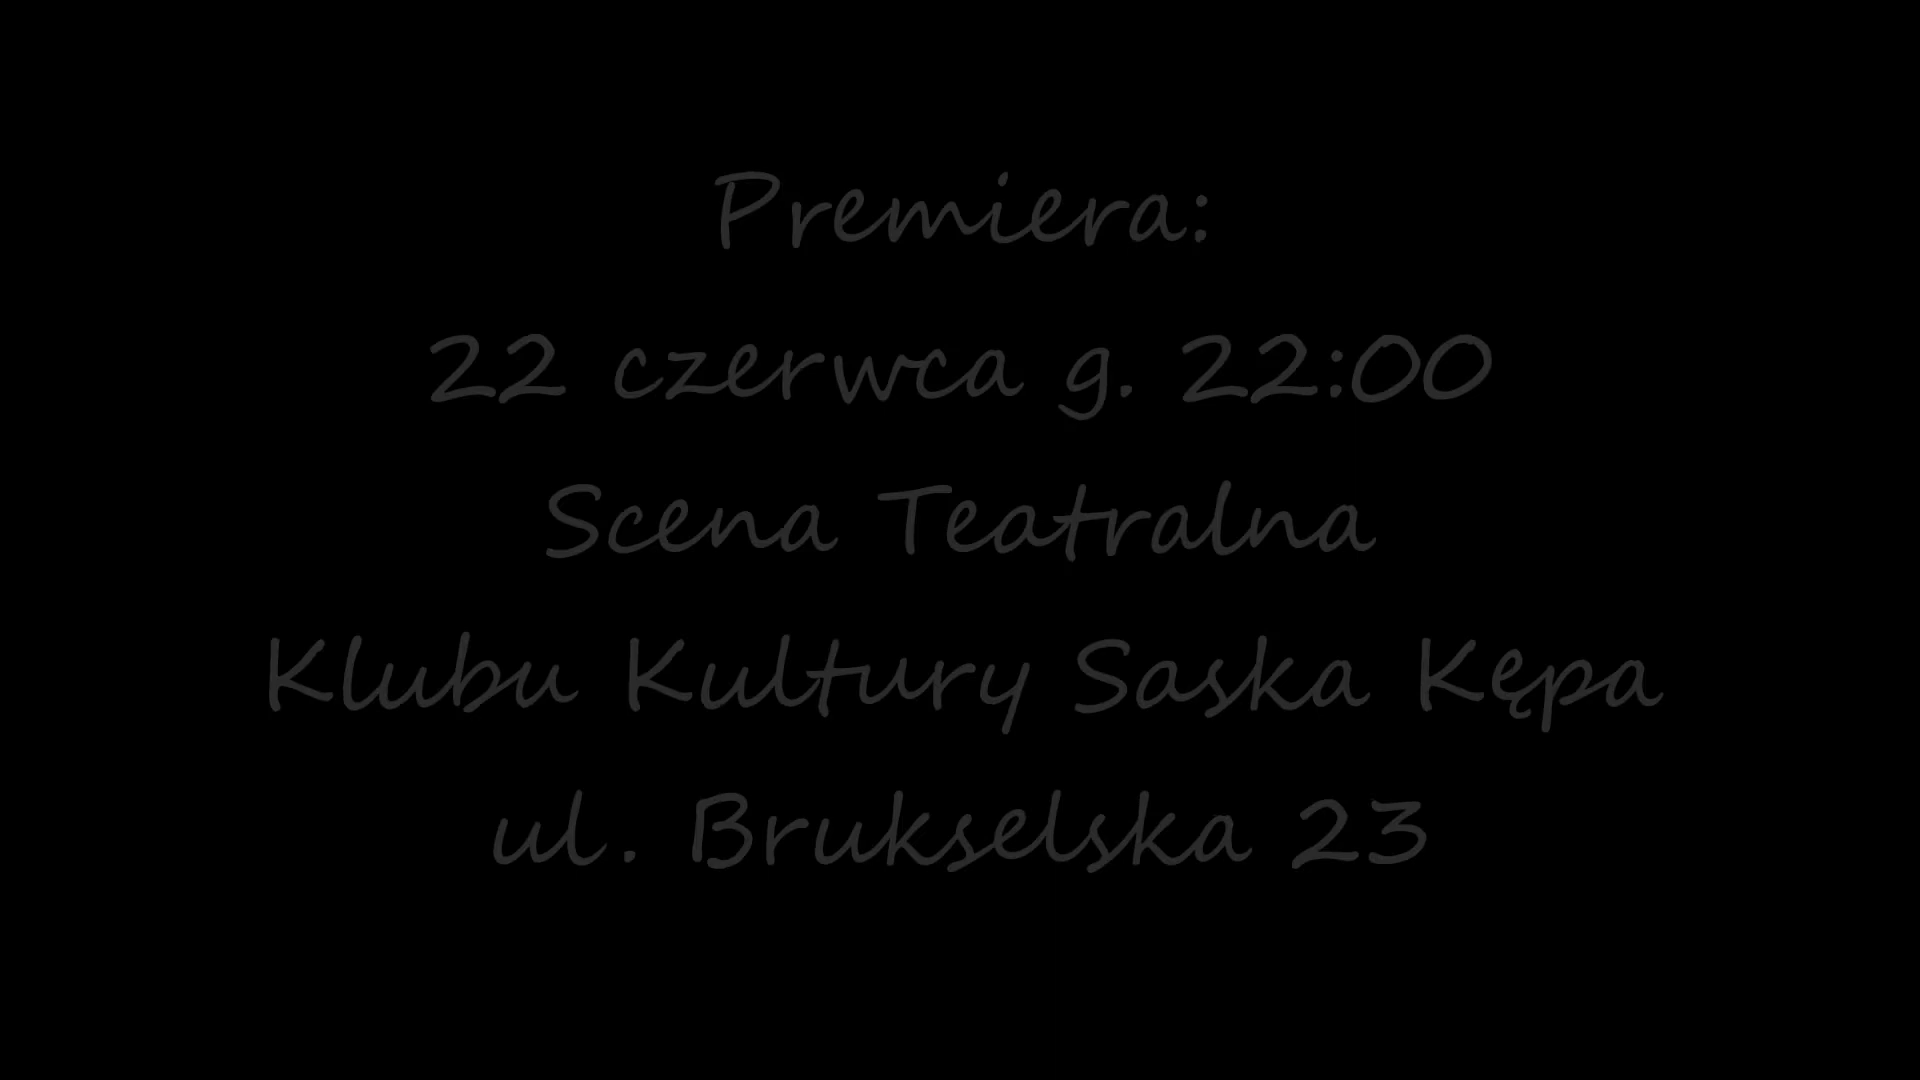 Premiera:
22 czerwca g. 22:00
Scena Teatralna
Klubu Kultury Saska Kępa
ul. Brukselska 23